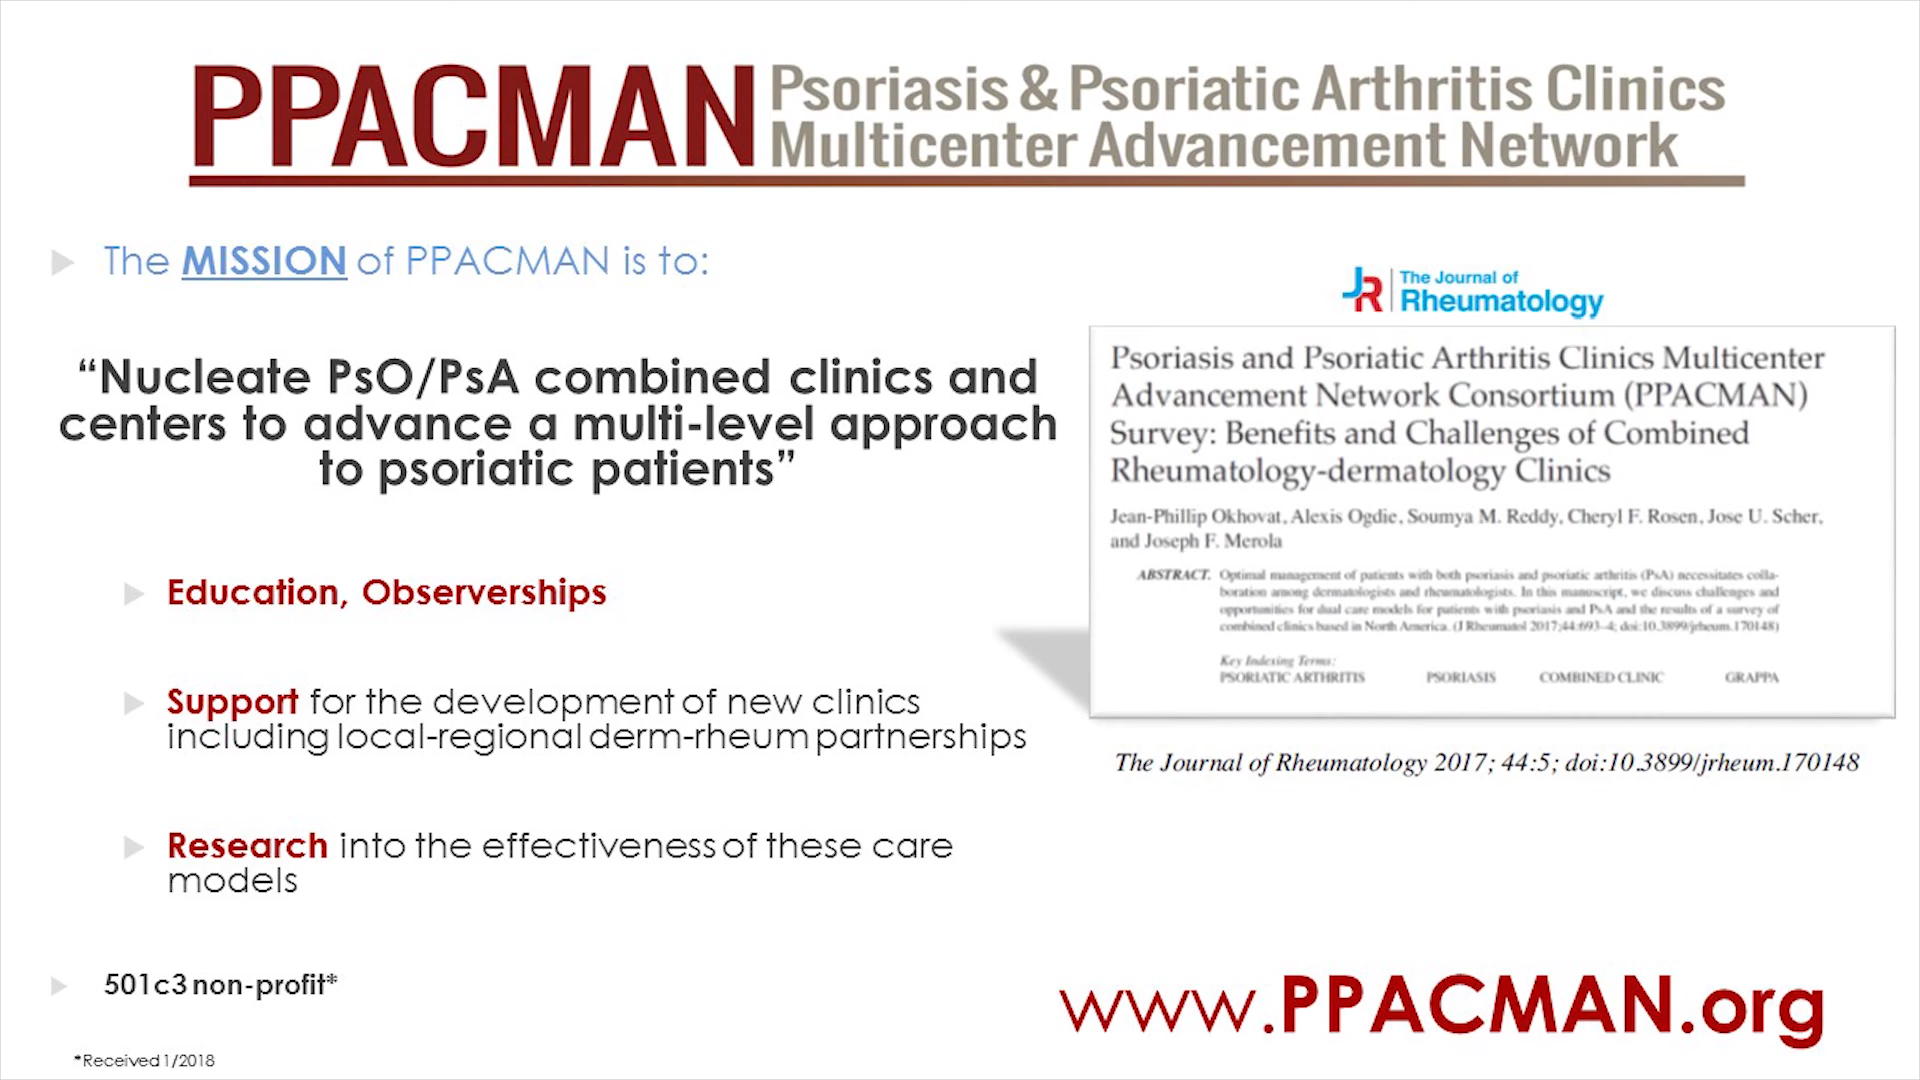 PPACMAN Psoriasis & Psoriatic Arthritis Clinics
Multicenter Advancement Network
The MISSION of PPACMAN is to:
“Nucleate PsO/PsA combined clinics and
centers to advance a multi-level approach
to psoriatic patients”
Education, Observerships
Support for the development of new clinics
including local-regional derm-rheum partnerships
Research into the effectiveness of these care
models
501c3 non-profit*
*Received 1/2018
JR The Journal of
Rheumatology
Psoriasis and Psoriatic Arthritis Clinics Multicenter
Advancement Network Consortium (PPACMAN)
Survey: Benefits and Challenges of Combined
Rheumatology-dermatology Clinics
Jean-Phillip Okhovat, Alexis Ogdie, Soumya M. Reddy, Cheryl F. Rosen, Jose U. Scher,
and Joseph F. Merola
ABSTRACT. Optimal management of patients with both psoriasis and psoriatic arthritis (PsA) necessitates colla-
boration among dermatologists and rheumatologists. In this manuscript, we discuss challenges and
opportunities for dual care models for patients with psoriasis and PsA and the results of a survey of
combined clinics based in North America. (J Rheumatol 2017;44:693–4; doi:10.3899/jrheum.170148)
Key Indexing Terms:
PSORIATIC ARTHRITIS PSORIASIS COMBINED CLINIC GRAPPA
The Journal of Rheumatology 2017; 44:5; doi:10.3899/jrheum.170148
www.PPACMAN.org